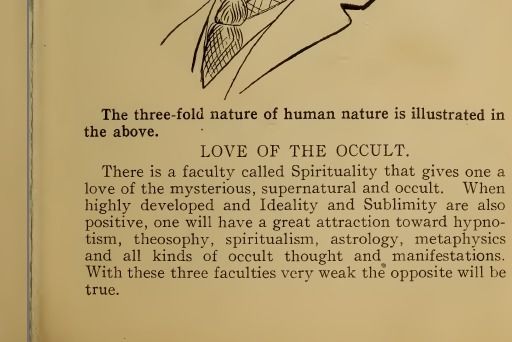 The three-fold nature of human nature is illustrated in
the above.
LOVE OF THE OCCULT.
There is a faculty called Spirituality that gives one a
love of the mysterious, supernatural and occult. When
highly developed and Ideality and Sublimity are also
positive, one will have a great attraction toward hypno-
tism, theosophy, spiritualism, astrology, metaphysics
and all kinds of occult thought and manifestations.
With these three faculties very weak the opposite will be
true.